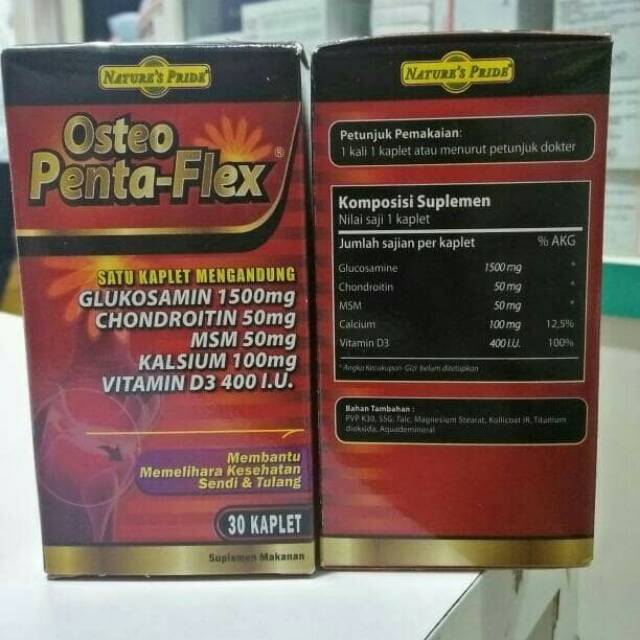 NATURE'S PRIDE
Osteo
Penta-Flex®
SATU KAPLET MENGANDUNG
GLUKOSAMIN 1500mg
CHONDROITIN 50mg
MSM 50mg
KALSIUM 100mg
VITAMIN D3 400 I.U.
Membantu
Memelihara Kesehatan
Sendi & Tulang
30 KAPLET
Suplemen Makanan
NATURE'S PRIDE
Petunjuk Pemakaian:
1 kali 1 kaplet atau menurut petunjuk dokter
Komposisi Suplemen
Nilai saji 1 kaplet
Jumlah sajian per kaplet % AKG
Glucosamine 1500 mg *
Chondroitin 50 mg *
MSM 50 mg *
Calcium 100 mg 12,5%
Vitamin D3 400 I.U. 100%
* Angka Kecukupan Gizi belum ditetapkan
Bahan Tambahan :
PVP K30, SSG, Talc, Magnesium Stearat, Kollicoat IR, Titanium
dioksida, Aquademineral